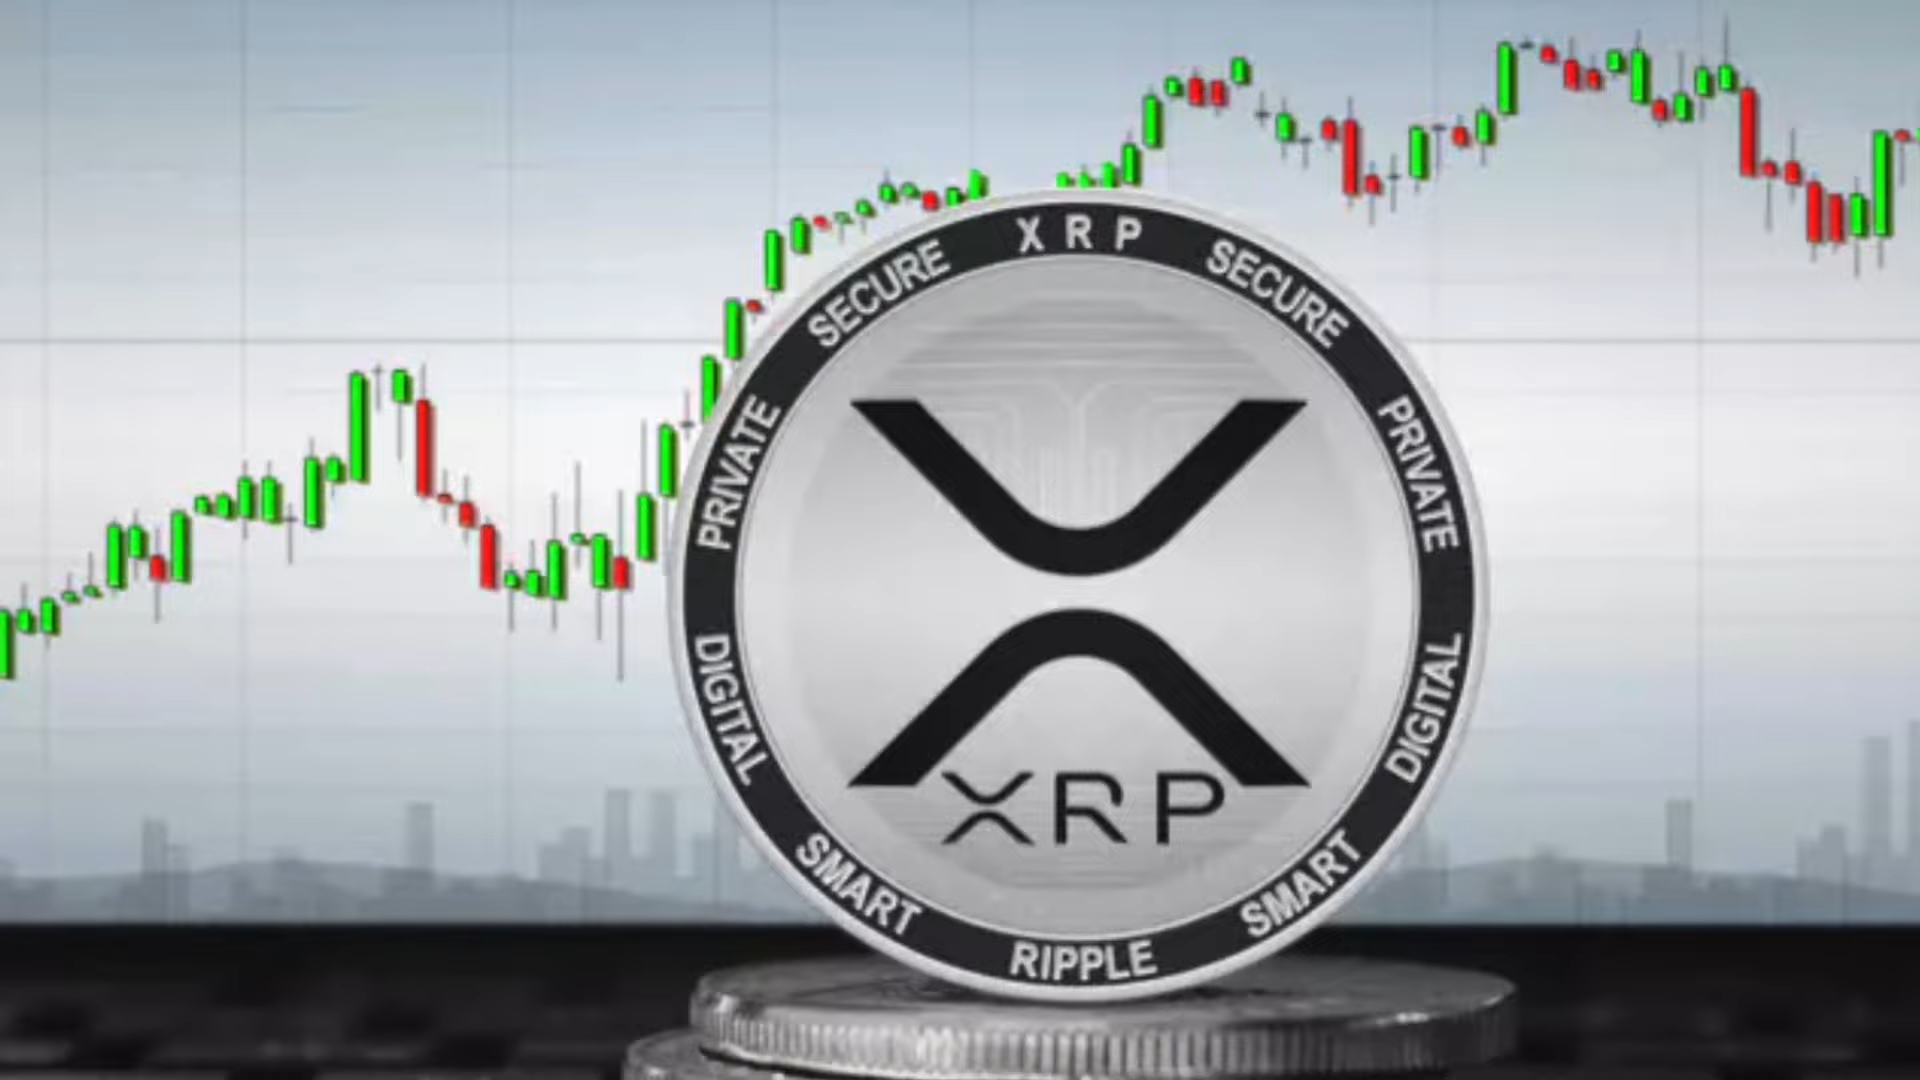 XRP
SECURE
SECURE
PRIVATE
PRIVATE
DIGITAL
DIGITAL
SMART
SMART
RIPPLE
XRP